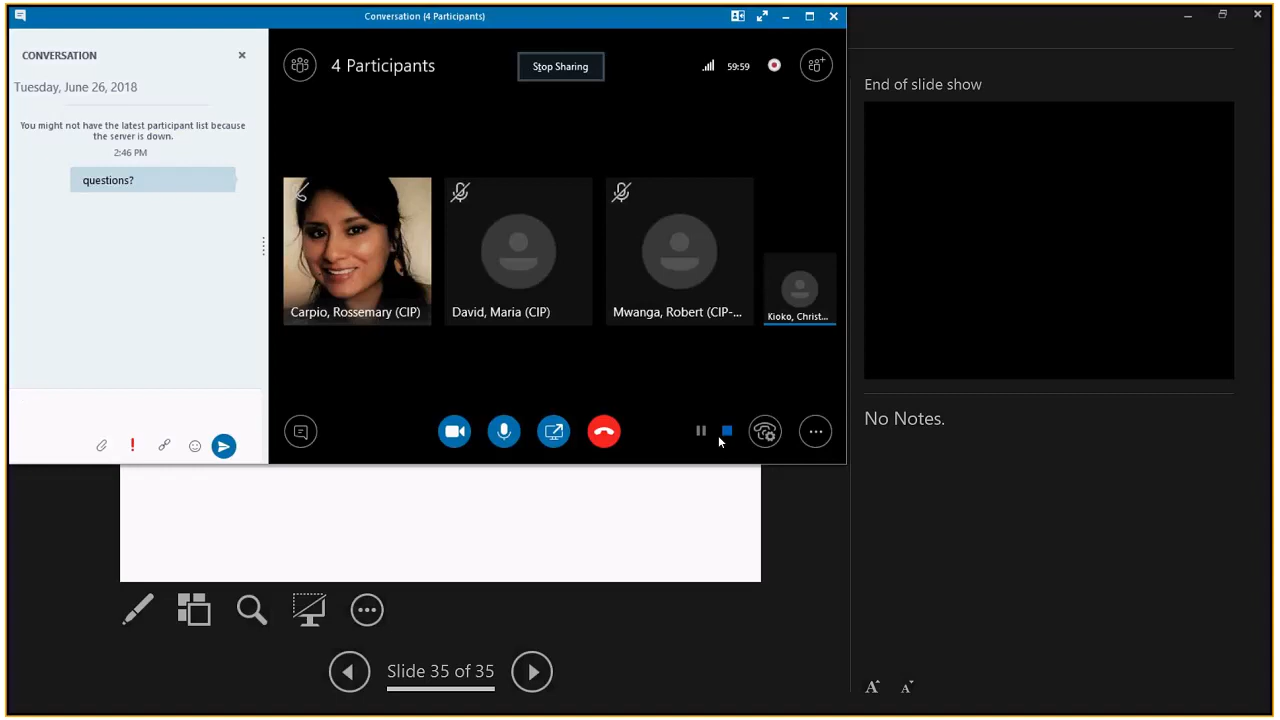 Conversation (4 Participants)
CONVERSATION
Tuesday, June 26, 2018
You might not have the latest participant list because
the server is down.
2:46 PM
questions?
4 Participants
Stop Sharing
59:59
Carpio, Rossemary (CIP)
David, Maria (CIP)
Mwanga, Robert (CIP-...
Kioko, Christ...
End of slide show
No Notes.
Slide 35 of 35
A A